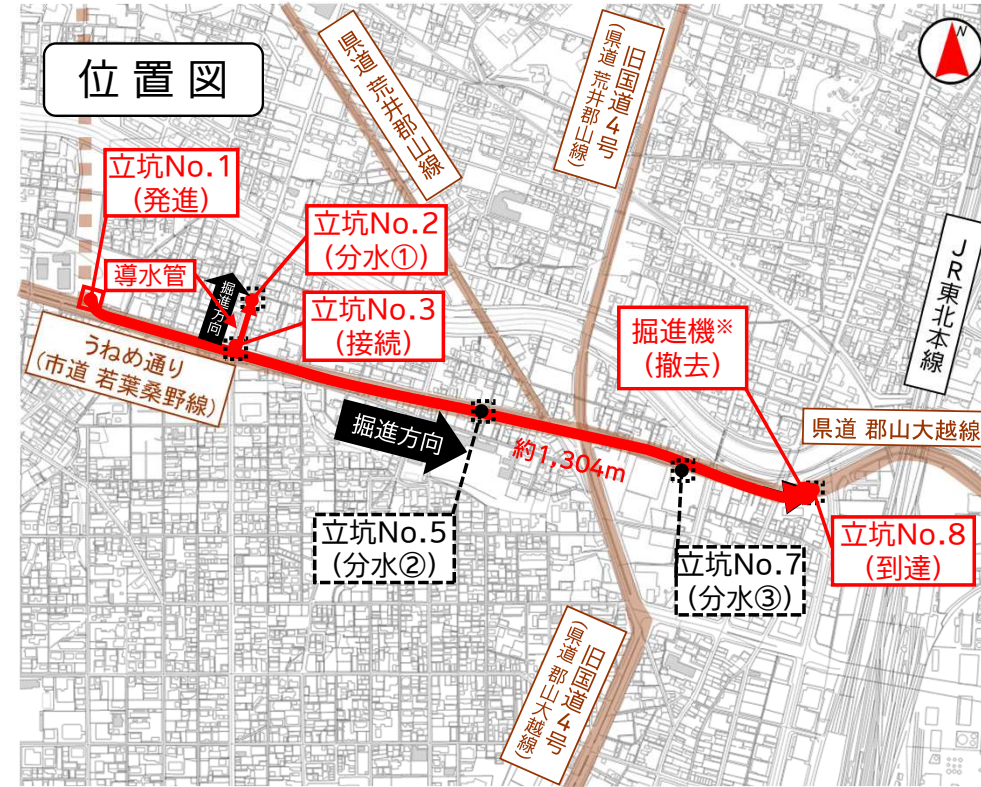 位置図
N
県道 荒井郡山線
旧国道4号
(県道 荒井郡山線)
立坑No.1
(発進)
立坑No.2
(分水①)
導水管
掘進方向
立坑No.3
(接続)
JR東北本線
掘進機※
(撤去)
うねめ通り
(市道 若葉桑野線)
掘進方向
約1,304m
県道 郡山大越線
立坑No.5
(分水②)
立坑No.7
(分水③)
立坑No.8
(到達)
旧国道4号
(県道 郡山大越線)